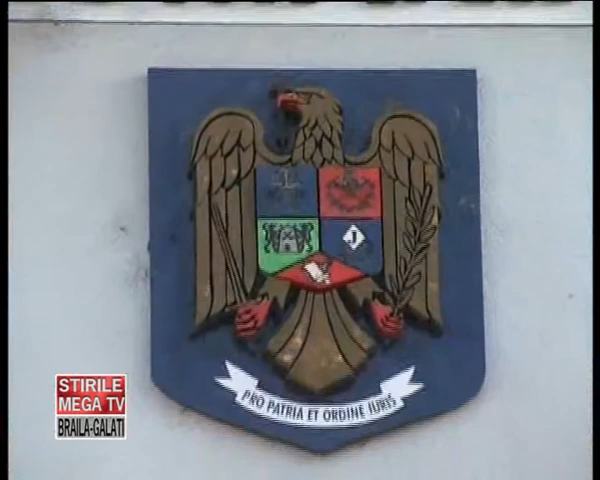 J
PRO PATRIA ET ORDINE IURIS
STIRILE
MEGA TV
BRAILA-GALATI